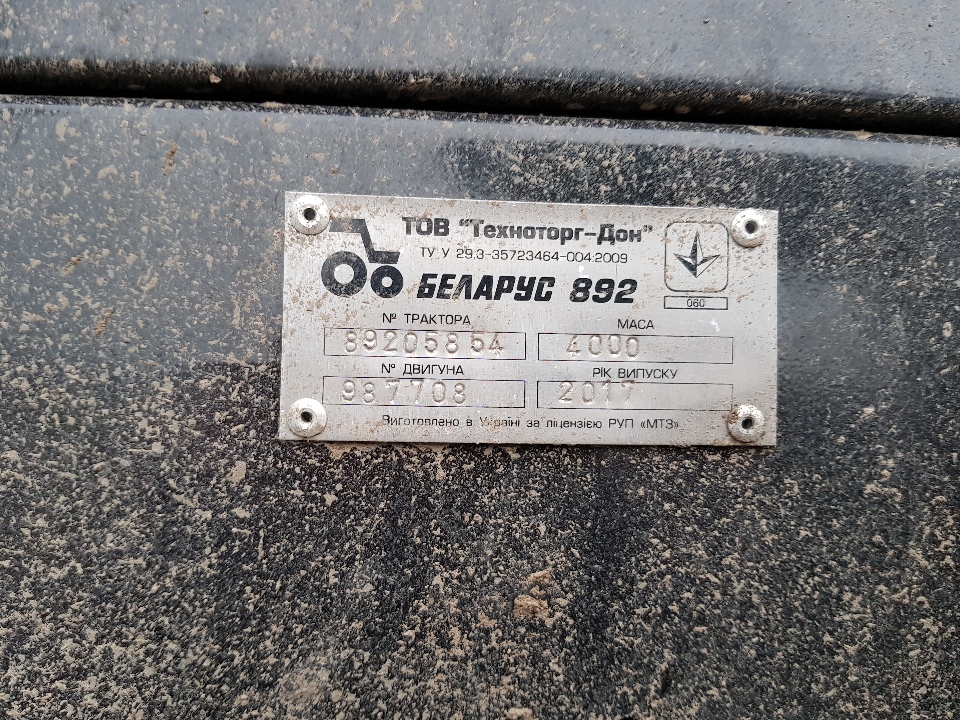 ТОВ "Техноторг-Дон"
ТУ У 29.3-35723464-004:2009
БЕЛАРУС 892
060
№ ТРАКТОРА
МАСА
89205854
4000
№ ДВИГУНА
РІК ВИПУСКУ
987708
2017
Виготовлено в Україні за ліцензією РУП «МТЗ»